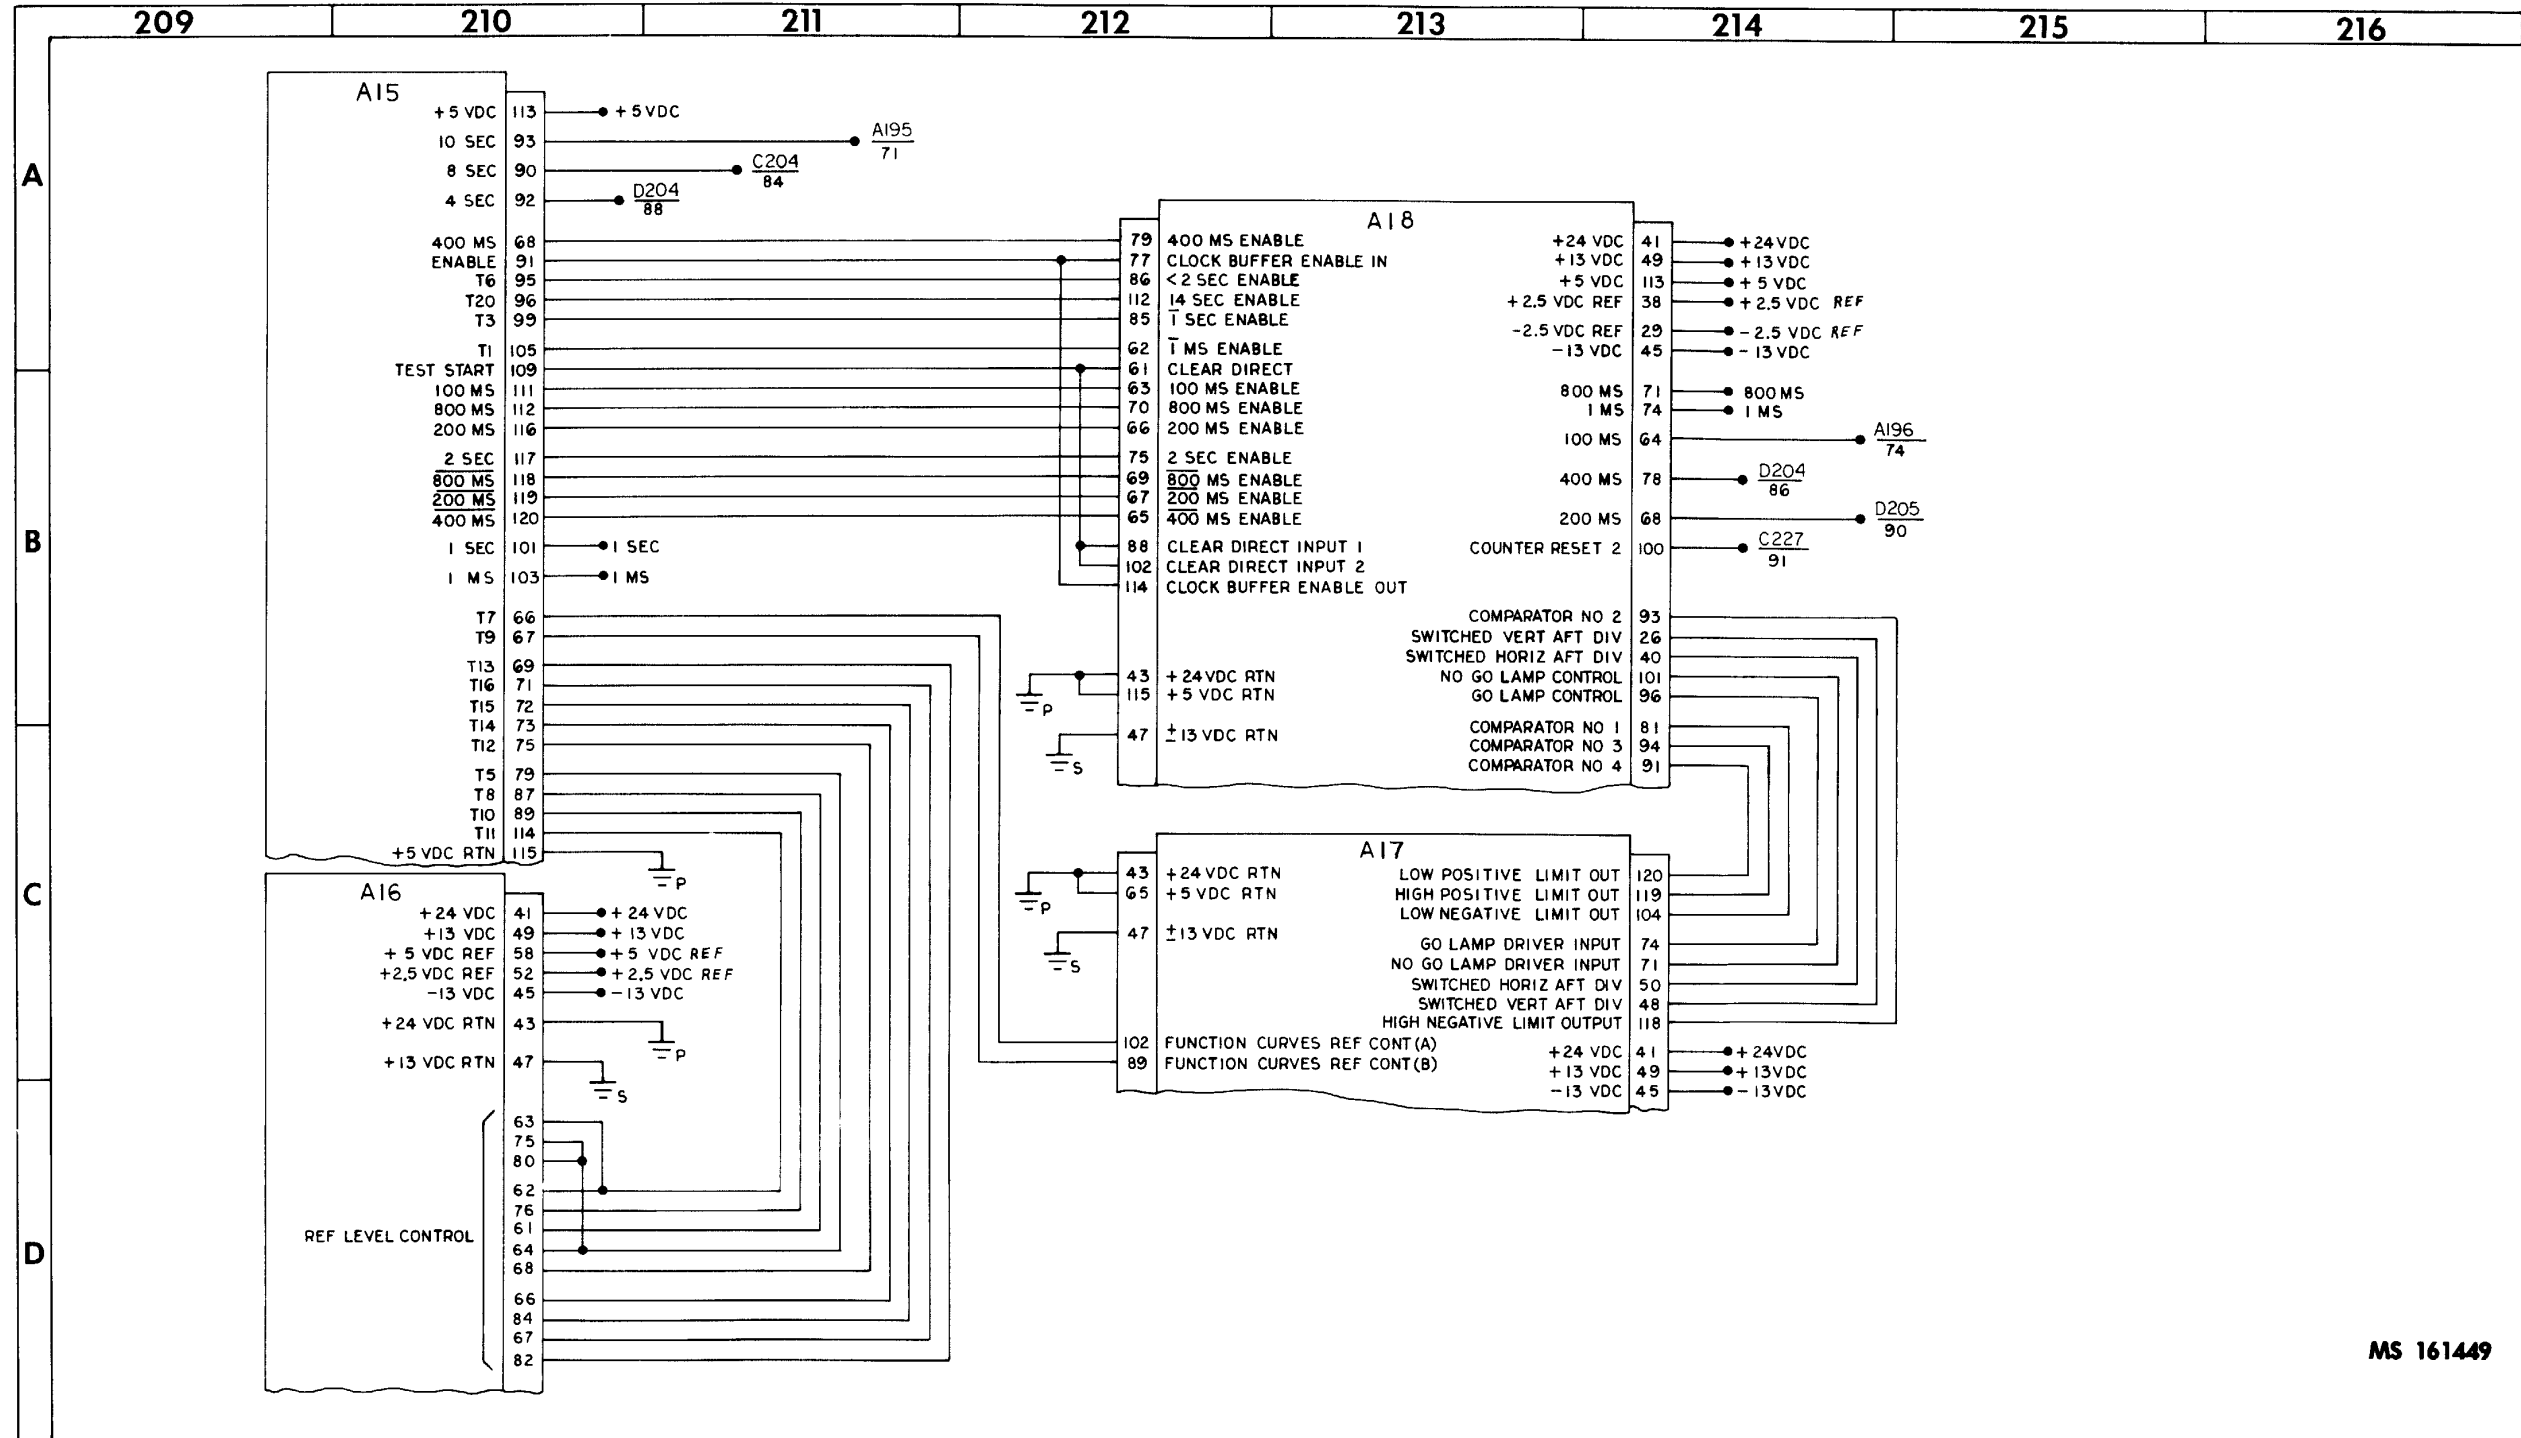 209 210 211 212 213 214 215 216
A
B
C
D
A15
+5 VDC 113 +5VDC
10 SEC 93 A195
71
8 SEC 90 C204
84
4 SEC 92 D204
88
400 MS 68
ENABLE 91
T6 95
T20 96
T3 99
T1 105
TEST START 109
100 MS 111
800 MS 112
200 MS 116
2 SEC 117
800 MS 118
200 MS 119
400 MS 120
1 SEC 101 1 SEC
1 MS 103 1 MS
T7 66
T9 67
T13 69
T16 71
T15 72
T14 73
T12 75
T5 79
T8 87
T10 89
T11 114
+5 VDC RTN 115
P
A16
+24 VDC 41 +24 VDC
+13 VDC 49 +13 VDC
+5 VDC REF 58 +5 VDC REF
+2.5 VDC REF 52 +2.5 VDC REF
-13 VDC 45 -13 VDC
+24 VDC RTN 43
P
+13 VDC RTN 47
S
REF LEVEL CONTROL
63
75
80
62
76
61
64
68
66
84
67
82
A18
79 400 MS ENABLE
77 CLOCK BUFFER ENABLE IN
86 <2 SEC ENABLE
112 14 SEC ENABLE
85 1̅ SEC ENABLE
62 1̅ MS ENABLE
61 CLEAR DIRECT
63 100 MS ENABLE
70 800 MS ENABLE
66 200 MS ENABLE
75 2 SEC ENABLE
69 800 MS ENABLE
67 200 MS ENABLE
65 400 MS ENABLE
88 CLEAR DIRECT INPUT 1
102 CLEAR DIRECT INPUT 2
114 CLOCK BUFFER ENABLE OUT
43 +24VDC RTN
115 +5 VDC RTN
P
47 ±13 VDC RTN
S
+24 VDC 41 +24VDC
+13 VDC 49 +13VDC
+5 VDC 113 +5 VDC
+2.5 VDC REF 38 +2.5 VDC REF
-2.5 VDC REF 29 -2.5 VDC REF
-13 VDC 45 -13 VDC
800 MS 71 800 MS
1 MS 74 1 MS
100 MS 64 A196
74
400 MS 78 D204
86
200 MS 68 D205
90
COUNTER RESET 2 100 C227
91
COMPARATOR NO 2 93
SWITCHED VERT AFT DIV 26
SWITCHED HORIZ AFT DIV 40
NO GO LAMP CONTROL 101
GO LAMP CONTROL 96
COMPARATOR NO 1 81
COMPARATOR NO 3 94
COMPARATOR NO 4 91
A17
43 +24VDC RTN
65 +5 VDC RTN
P
47 ±13 VDC RTN
S
102 FUNCTION CURVES REF CONT(A)
89 FUNCTION CURVES REF CONT(B)
LOW POSITIVE LIMIT OUT 120
HIGH POSITIVE LIMIT OUT 119
LOW NEGATIVE LIMIT OUT 104
GO LAMP DRIVER INPUT 74
NO GO LAMP DRIVER INPUT 71
SWITCHED HORIZ AFT DIV 50
SWITCHED VERT AFT DIV 48
HIGH NEGATIVE LIMIT OUTPUT 118
+24 VDC 41 +24VDC
+13 VDC 49 +13VDC
-13 VDC 45 -13VDC
MS 161449